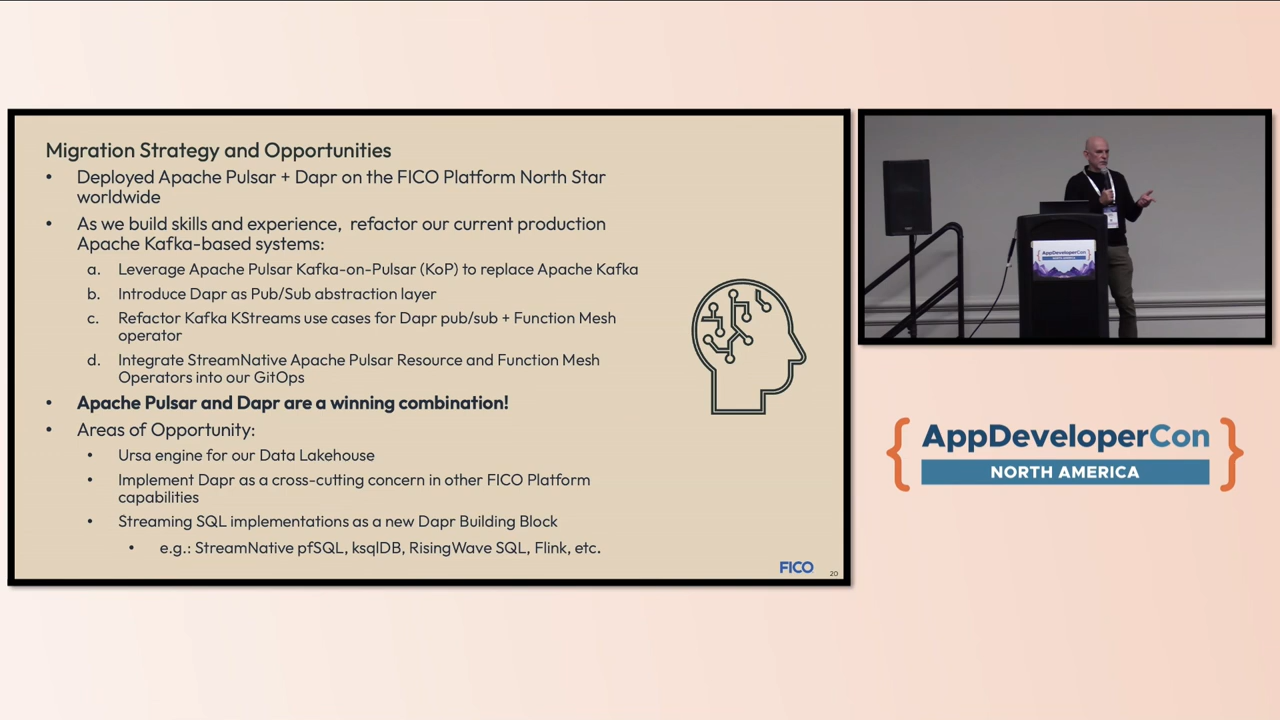 Migration Strategy and Opportunities
• Deployed Apache Pulsar + Dapr on the FICO Platform North Star
worldwide
• As we build skills and experience, refactor our current production
Apache Kafka-based systems:
a. Leverage Apache Pulsar Kafka-on-Pulsar (KoP) to replace Apache Kafka
b. Introduce Dapr as Pub/Sub abstraction layer
c. Refactor Kafka KStreams use cases for Dapr pub/sub + Function Mesh
operator
d. Integrate StreamNative Apache Pulsar Resource and Function Mesh
Operators into our GitOps
• Apache Pulsar and Dapr are a winning combination!
• Areas of Opportunity:
• Ursa engine for our Data Lakehouse
• Implement Dapr as a cross-cutting concern in other FICO Platform
capabilities
• Streaming SQL implementations as a new Dapr Building Block
• e.g.: StreamNative pfSQL, ksqlDB, RisingWave SQL, Flink, etc.
FICO
20
AppDeveloperCon
NORTH AMERICA
{ AppDeveloperCon }
NORTH AMERICA